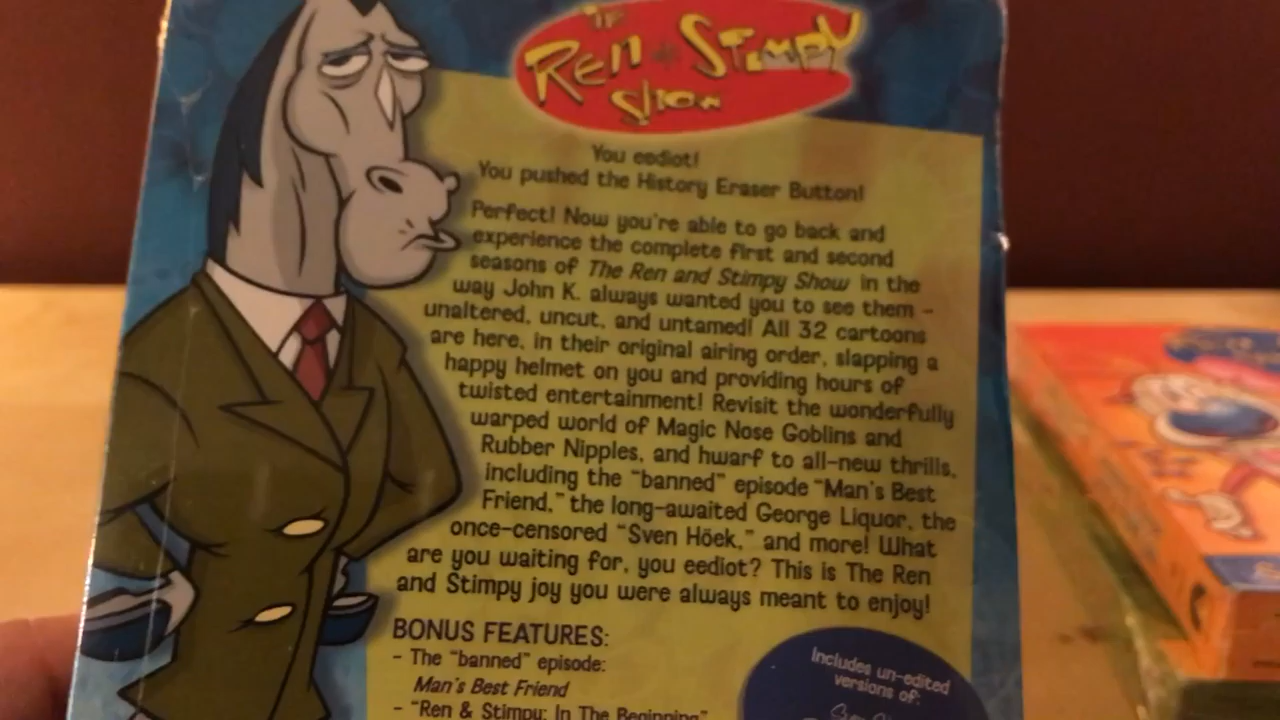 The
Ren + Stimpy
Show
You eediot!
You pushed the History Eraser Button!
Perfect! Now you're able to go back and
experience the complete first and second
seasons of The Ren and Stimpy Show in the
way John K. always wanted you to see them –
unaltered, uncut, and untamed! All 32 cartoons
are here, in their original airing order, slapping a
happy helmet on you and providing hours of
twisted entertainment! Revisit the wonderfully
warped world of Magic Nose Goblins and
Rubber Nipples, and hwarf to all-new thrills,
including the "banned" episode "Man's Best
Friend," the long-awaited George Liquor, the
once-censored "Sven Höek," and more! What
are you waiting for, you eediot? This is The Ren
and Stimpy joy you were always meant to enjoy!
BONUS FEATURES:
- The "banned" episode:
Man's Best Friend
- "Ren & Stimpy: In The Beginning"
Includes un-edited
versions of: